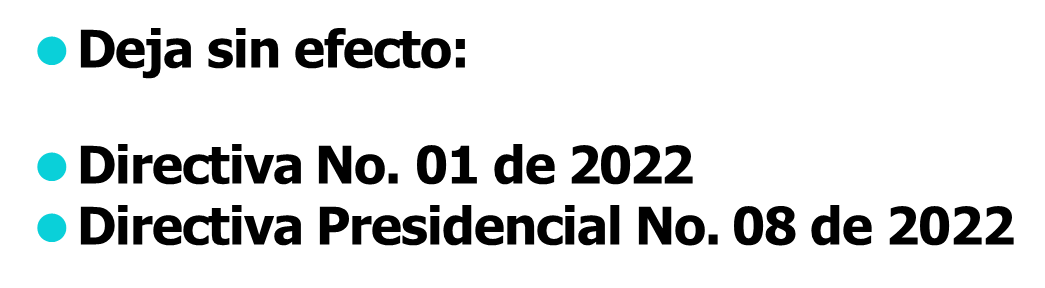 • Deja sin efecto:
• Directiva No. 01 de 2022
• Directiva Presidencial No. 08 de 2022